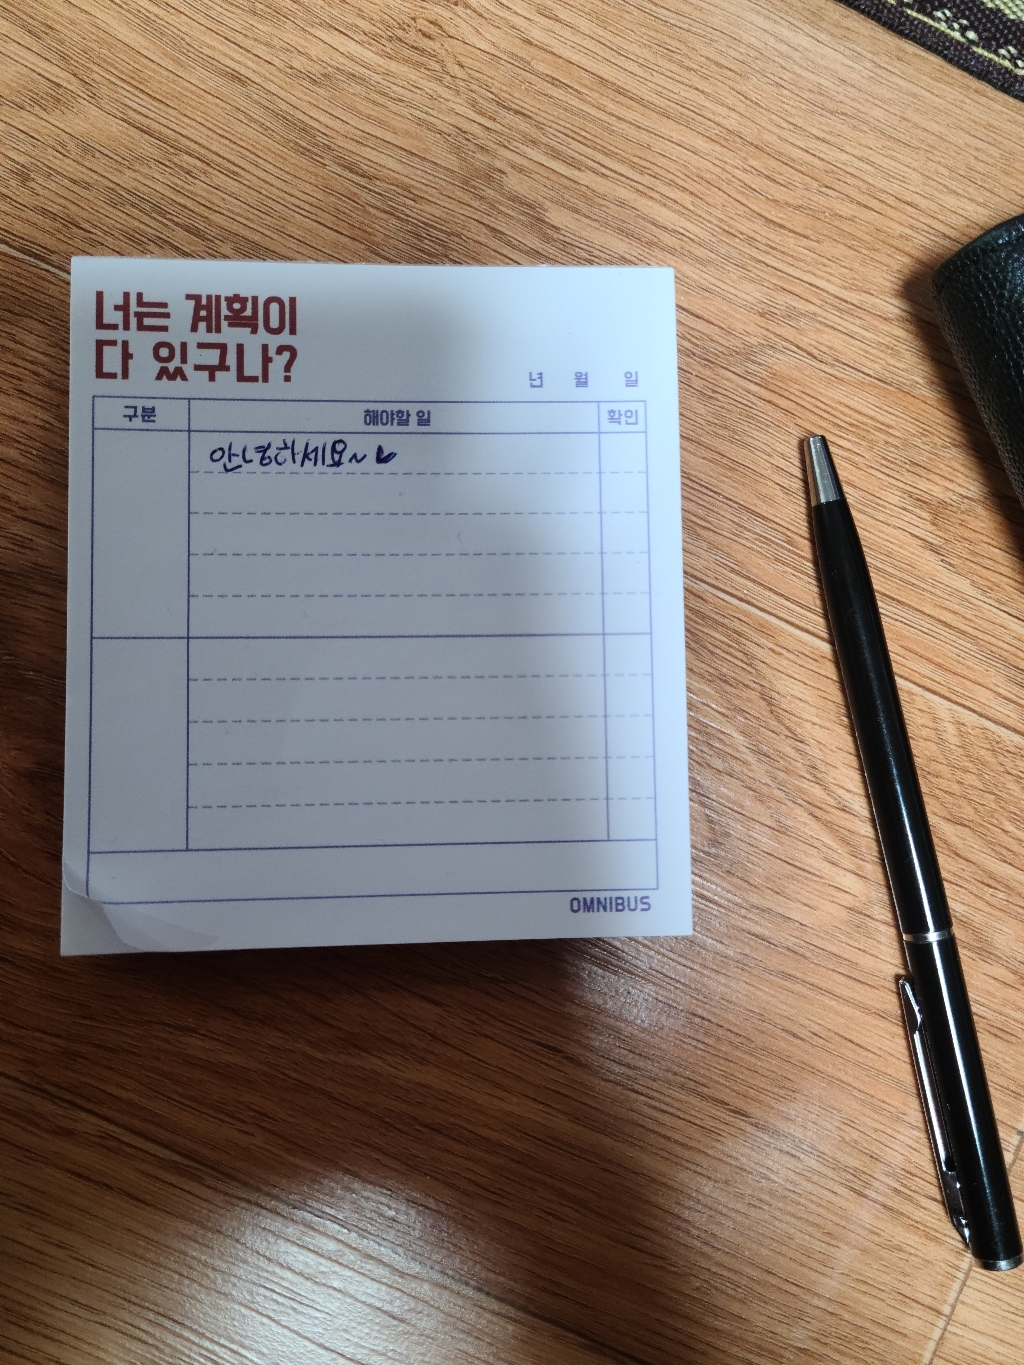 너는 계획이
다 있구나?
년 월 일
구분 해야할 일 확인
안녕하세요~♥
OMNIBUS